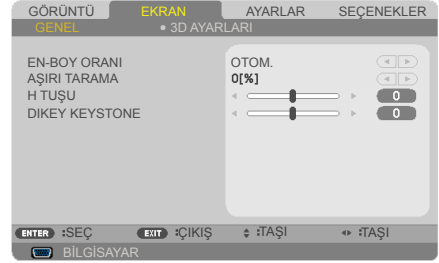 GÖRÜNTÜ EKRAN AYARLAR SEÇENEKLER
GENEL • 3D AYARLARI
EN-BOY ORANI OTOM.
AŞIRI TARAMA 0[%]
H TUŞU 0
DIKEY KEYSTONE 0
ENTER :SEÇ EXIT :ÇIKIŞ :TAŞI :TAŞI
BİLGİSAYAR